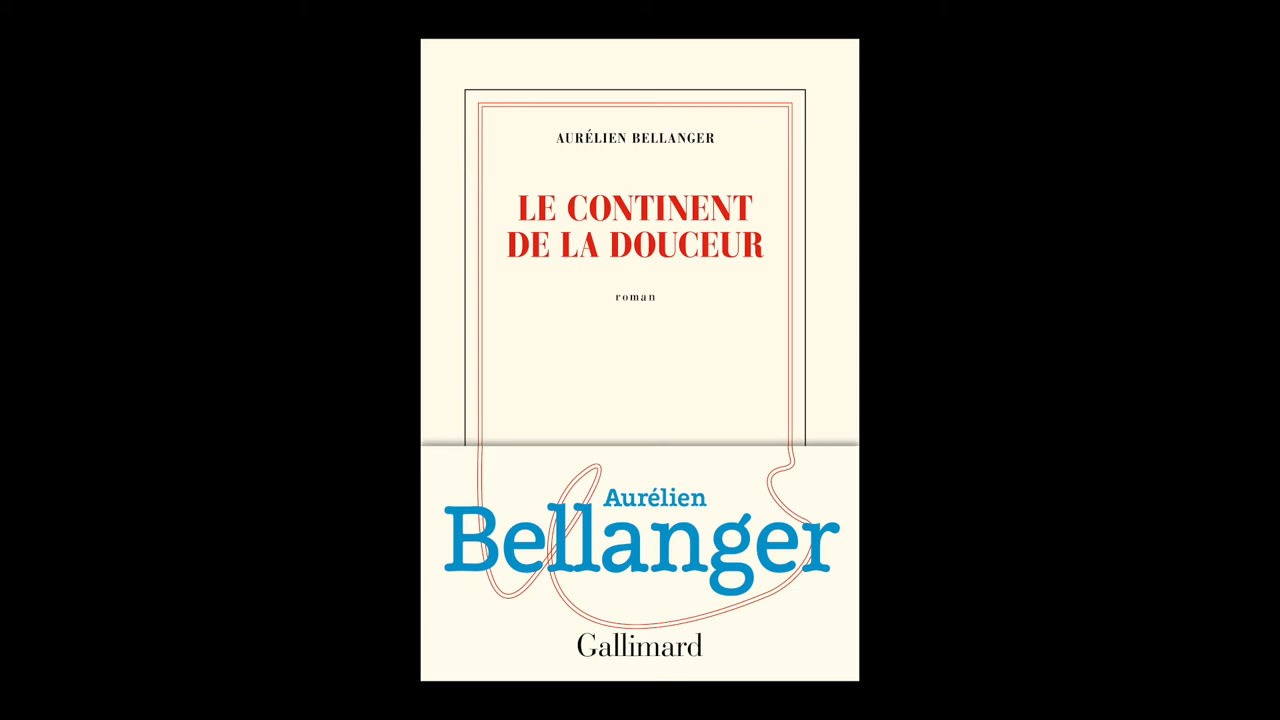 AURÉLIEN BELLANGER
LE CONTINENT
DE LA DOUCEUR
roman
Aurélien
Bellanger
Gallimard